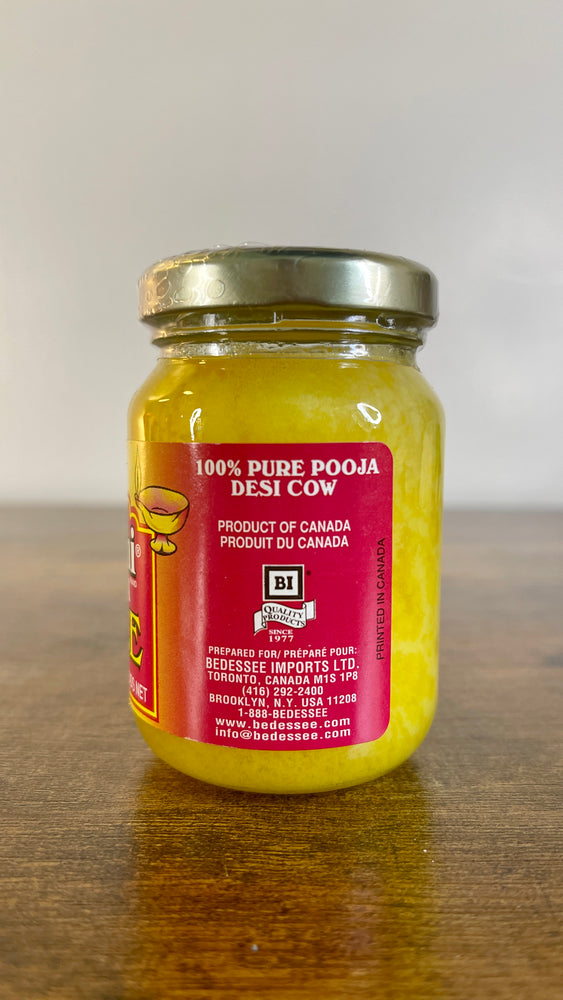 100% PURE POOJA
DESI COW
PRODUCT OF CANADA
PRODUIT DU CANADA
BI
QUALITY
PRODUCTS
SINCE
1977
PREPARED FOR/ PRÉPARÉ POUR:
BEDESSEE IMPORTS LTD.
TORONTO, CANADA M1S 1P8
(416) 292-2400
BROOKLYN, N.Y. USA 11208
1-888-BEDESSEE
www.bedessee.com
info@bedessee.com
PRINTED IN CANADA
NET